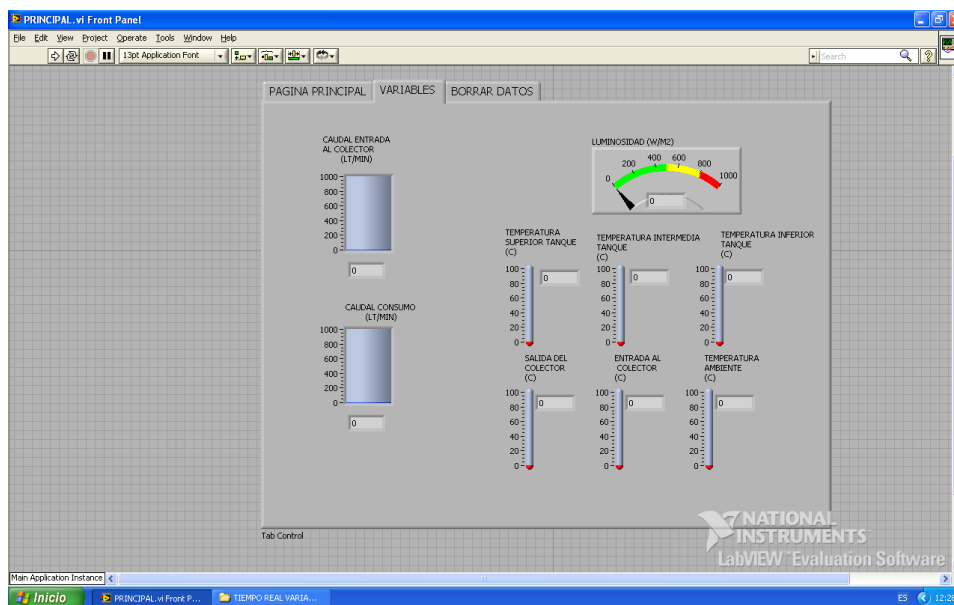 PRINCIPAL.vi Front Panel
File Edit View Project Operate Tools Window Help
13pt Application Font
Search
PAGINA PRINCIPAL VARIABLES BORRAR DATOS
CAUDAL ENTRADA
AL COLECTOR
(LT/MIN)
1000
800
600
400
200
0
0
CAUDAL CONSUMO
(LT/MIN)
1000
800
600
400
200
0
0
LUMINOSIDAD (W/M2)
0 200 400 600 800 1000
0
TEMPERATURA
SUPERIOR TANQUE
(C)
100
80
60
40
20
0
0
TEMPERATURA INTERMEDIA
TANQUE
(C)
100
80
60
40
20
0
0
TEMPERATURA INFERIOR
TANQUE
(C)
100
80
60
40
20
0
0
SALIDA DEL
COLECTOR
(C)
100
80
60
40
20
0
0
ENTRADA AL
COLECTOR
(C)
100
80
60
40
20
0
0
TEMPERATURA
AMBIENTE
(C)
100
80
60
40
20
0
0
Tab Control
NATIONAL
INSTRUMENTS
LabVIEW™ Evaluation Software
Main Application Instance
Inicio PRINCIPAL.vi Front P... TIEMPO REAL VARIA... ES 12:26